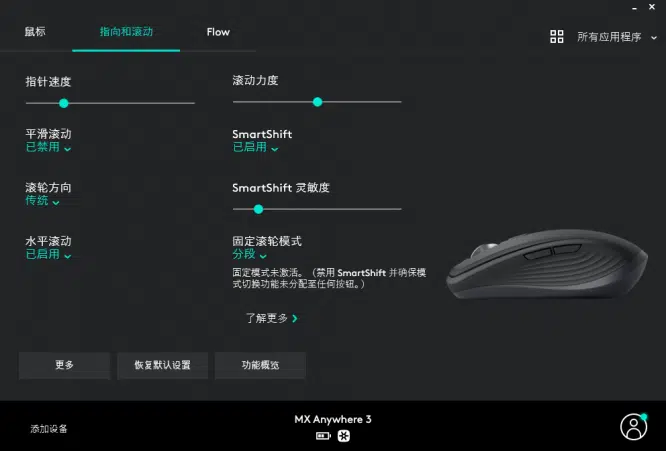 鼠标
指向和滚动
Flow
所有应用程序
指针速度
滚动力度
平滑滚动
已禁用
SmartShift
已启用
滚轮方向
传统
SmartShift 灵敏度
水平滚动
已启用
固定滚轮模式
分段
固定模式未激活。（禁用 SmartShift 并纳保模
式切换功能未分配至任何按钮。）
了解更多
更多
恢复默认设置
功能概览
添加设备
MX Anywhere 3